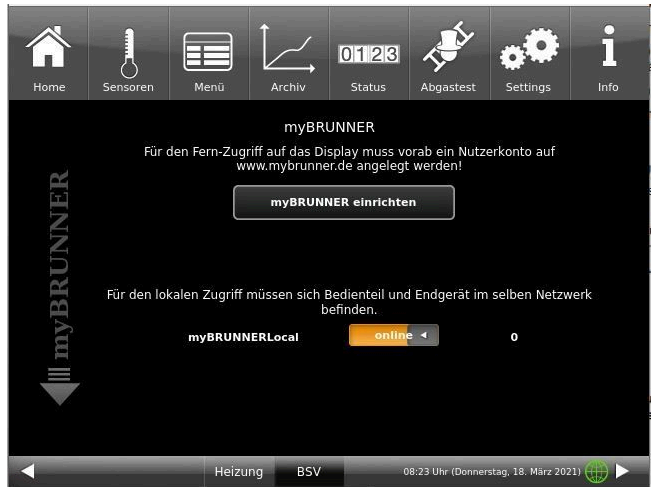 0123
Home Sensoren Menü Archiv Status Abgastest Settings Info
myBRUNNER
Für den Fern-Zugriff auf das Display muss vorab ein Nutzerkonto auf
www.mybrunner.de angelegt werden!
myBRUNNER einrichten
myBRUNNER
Für den lokalen Zugriff müssen sich Bedienteil und Endgerät im selben Netzwerk
befinden.
myBRUNNERLocal online 0
Heizung BSV 08:23 Uhr (Donnerstag, 18. März 2021)